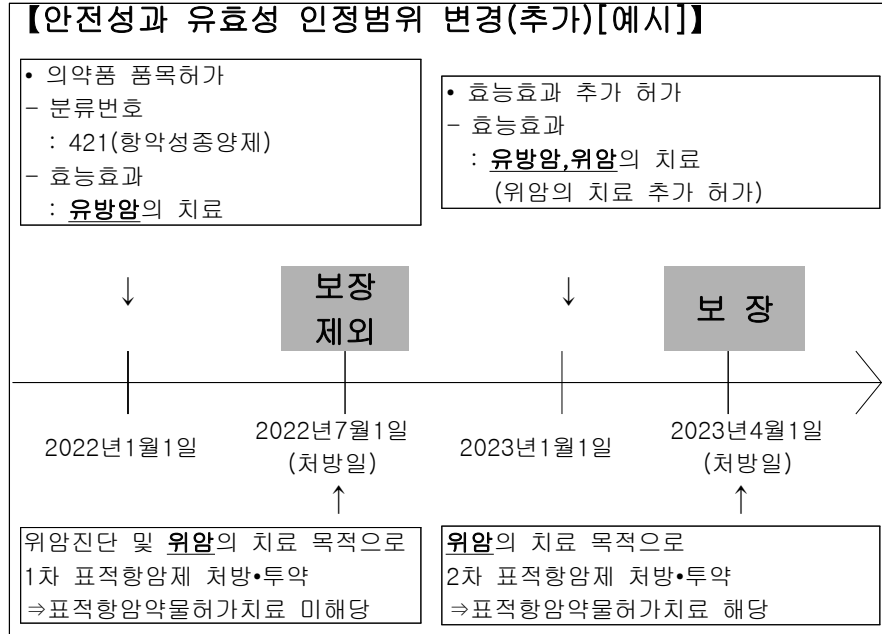 【안전성과 유효성 인정범위 변경(추가)[예시]】
• 의약품 품목허가
- 분류번호
: 421(항악성종양제)
- 효능효과
: 유방암의 치료
• 효능효과 추가 허가
- 효능효과
: 유방암,위암의 치료
(위암의 치료 추가 허가)
↓
보장
제외
↓
보 장
2022년1월1일
2022년7월1일
(처방일)
2023년1월1일
2023년4월1일
(처방일)
↑
↑
위암진단 및 위암의 치료 목적으로
1차 표적항암제 처방•투약
⇒표적항암약물허가치료 미해당
위암의 치료 목적으로
2차 표적항암제 처방•투약
⇒표적항암약물허가치료 해당